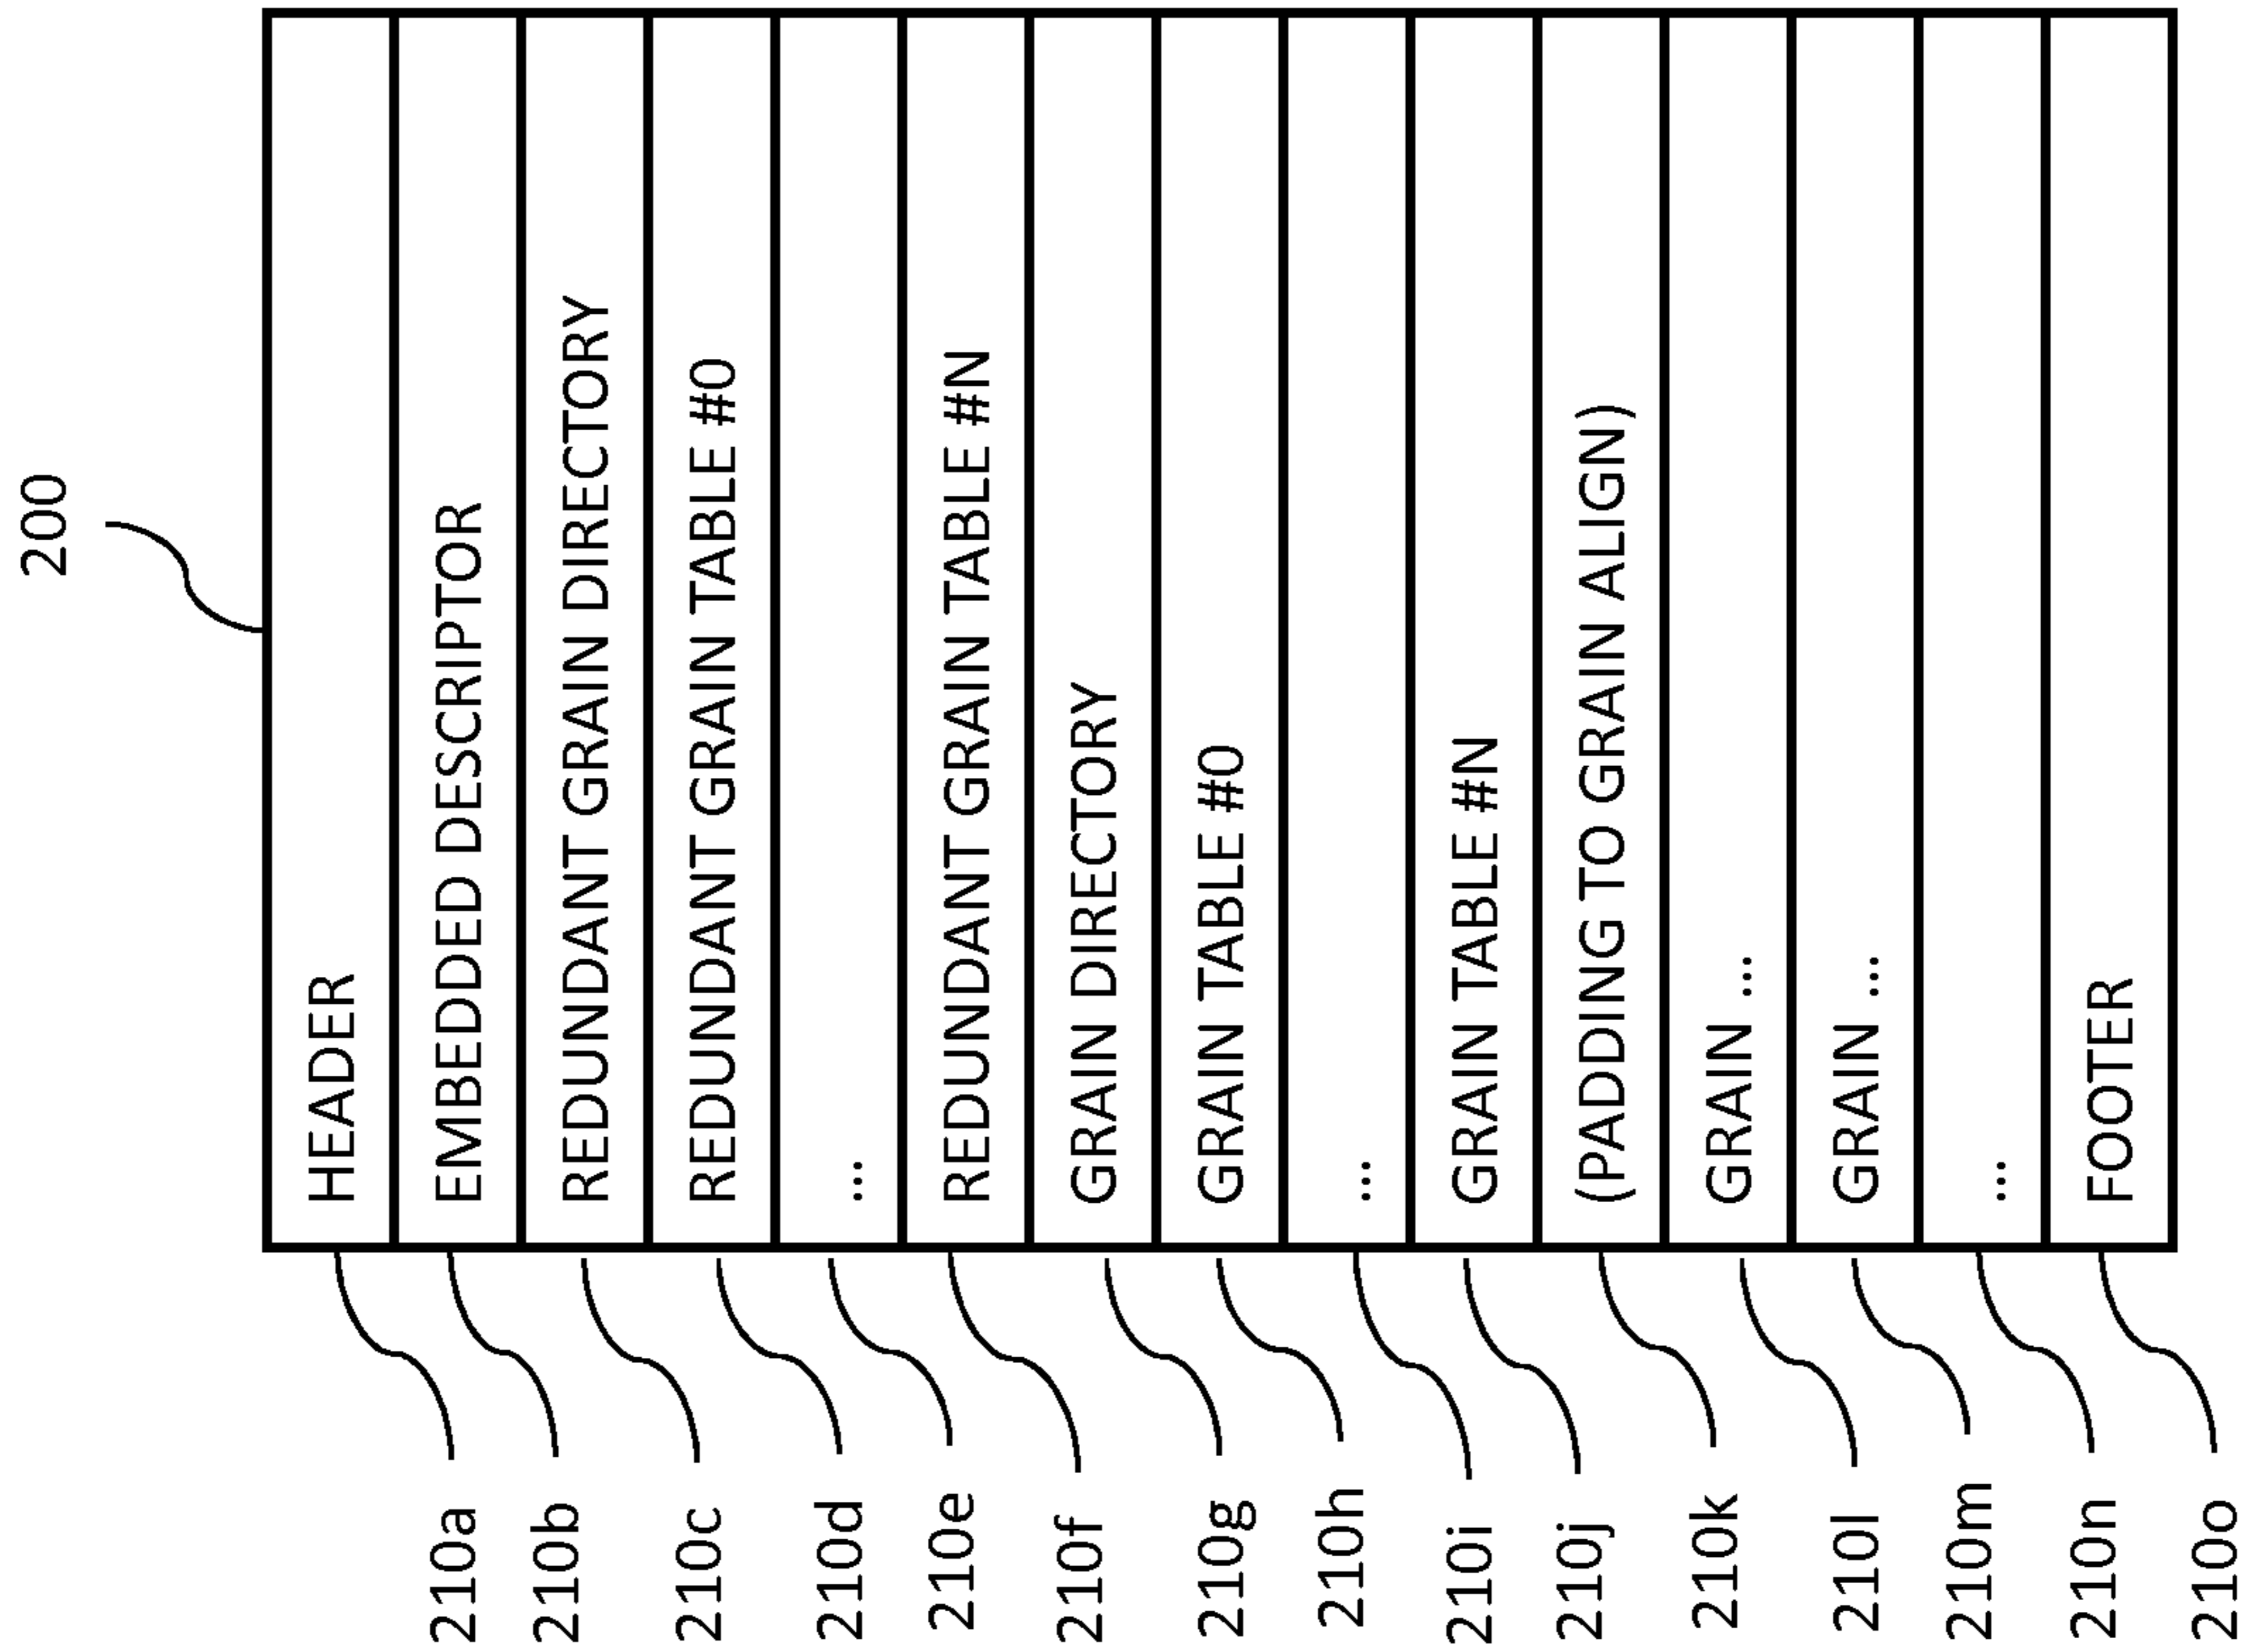 200
210a HEADER
210b EMBEDDED DESCRIPTOR
210c REDUNDANT GRAIN DIRECTORY
210d REDUNDANT GRAIN TABLE #0
210e ...
210f REDUNDANT GRAIN TABLE #N
210g GRAIN DIRECTORY
210h GRAIN TABLE #0
210i ...
210j GRAIN TABLE #N
210k (PADDING TO GRAIN ALIGN)
210l GRAIN ...
210m GRAIN ...
210n ...
210o FOOTER